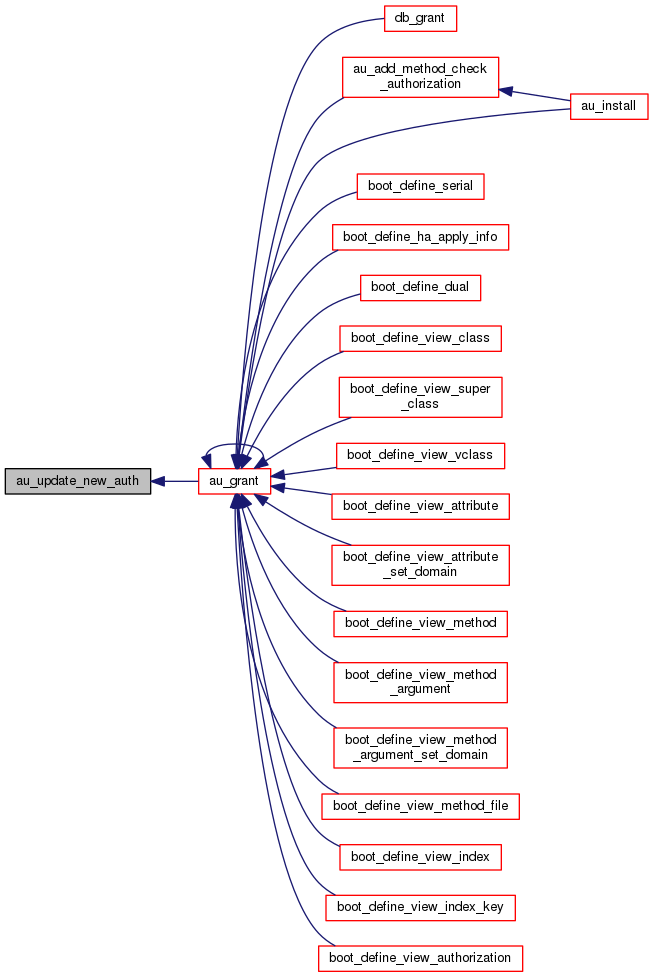 db_grant
au_add_method_check
_authorization
au_install
boot_define_serial
boot_define_ha_apply_info
boot_define_dual
boot_define_view_class
boot_define_view_super
_class
boot_define_view_vclass
au_update_new_auth
au_grant
boot_define_view_attribute
boot_define_view_attribute
_set_domain
boot_define_view_method
boot_define_view_method
_argument
boot_define_view_method
_argument_set_domain
boot_define_view_method_file
boot_define_view_index
boot_define_view_index_key
boot_define_view_authorization